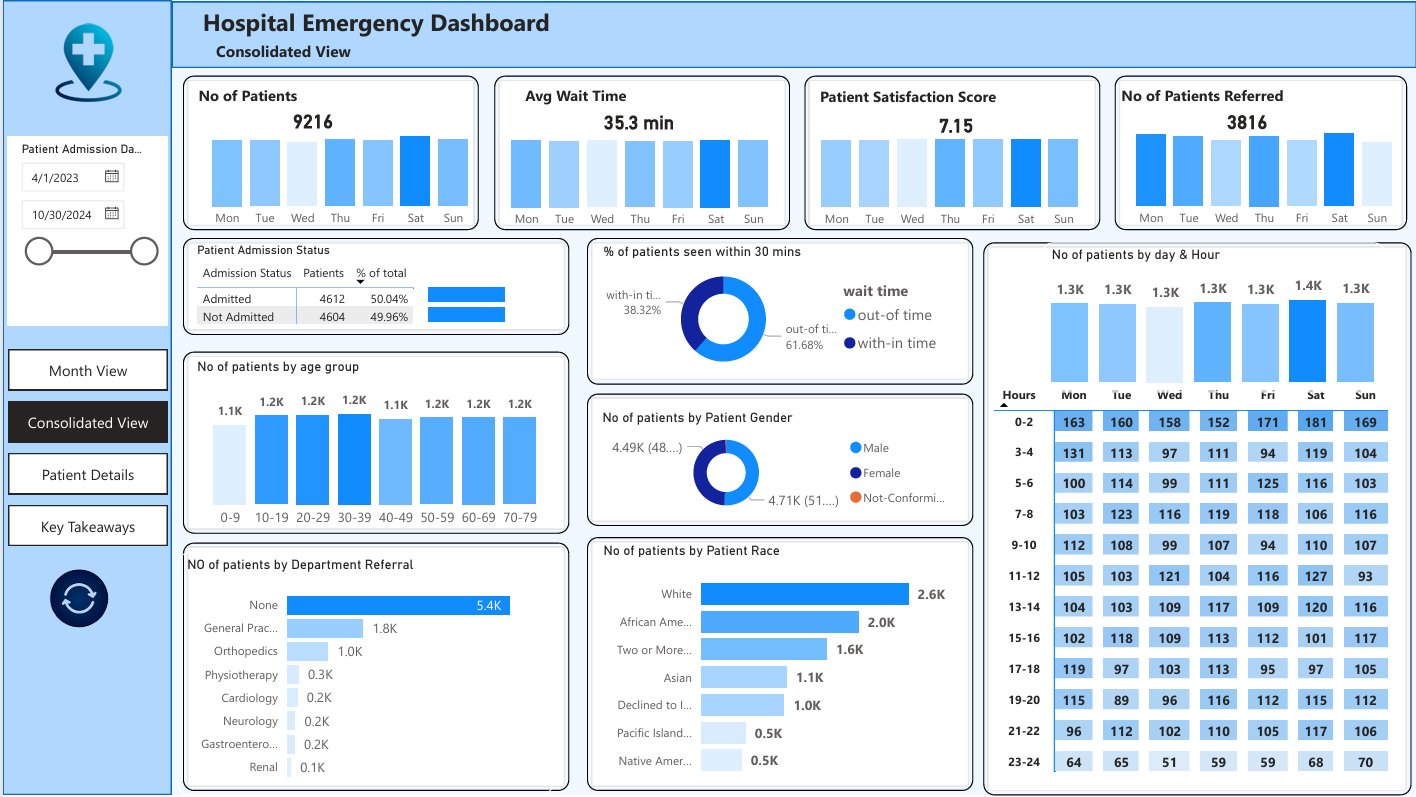 Hospital Emergency Dashboard
Consolidated View
Patient Admission Da...
4/1/2023
10/30/2024
Month View
Consolidated View
Patient Details
Key Takeaways
No of Patients
9216
Mon Tue Wed Thu Fri Sat Sun
Avg Wait Time
35.3 min
Mon Tue Wed Thu Fri Sat Sun
Patient Satisfaction Score
7.15
Mon Tue Wed Thu Fri Sat Sun
No of Patients Referred
3816
Mon Tue Wed Thu Fri Sat Sun
Patient Admission Status
Admission Status Patients % of total
Admitted 4612 50.04%
Not Admitted 4604 49.96%
No of patients by age group
1.1K 1.2K 1.2K 1.2K 1.1K 1.2K 1.2K 1.2K
0-9 10-19 20-29 30-39 40-49 50-59 60-69 70-79
NO of patients by Department Referral
None 5.4K
General Prac... 1.8K
Orthopedics 1.0K
Physiotherapy 0.3K
Cardiology 0.2K
Neurology 0.2K
Gastroentero... 0.2K
Renal 0.1K
% of patients seen within 30 mins
with-in ti...
38.32%
out-of ti...
61.68%
wait time
out-of time
with-in time
No of patients by Patient Gender
4.49K (48....)
4.71K (51....)
Male
Female
Not-Conformi...
No of patients by Patient Race
White 2.6K
African Ame... 2.0K
Two or More... 1.6K
Asian 1.1K
Declined to I... 1.0K
Pacific Island... 0.5K
Native Amer... 0.5K
No of patients by day & Hour
1.3K 1.3K 1.3K 1.3K 1.3K 1.4K 1.3K
Hours Mon Tue Wed Thu Fri Sat Sun
0-2 163 160 158 152 171 181 169
3-4 131 113 97 111 94 119 104
5-6 100 114 99 111 125 116 103
7-8 103 123 116 119 118 106 116
9-10 112 108 99 107 94 110 107
11-12 105 103 121 104 116 127 93
13-14 104 103 109 117 109 120 116
15-16 102 118 109 113 112 101 117
17-18 119 97 103 113 95 97 105
19-20 115 89 96 116 112 115 112
21-22 96 112 102 110 105 117 106
23-24 64 65 51 59 59 68 70